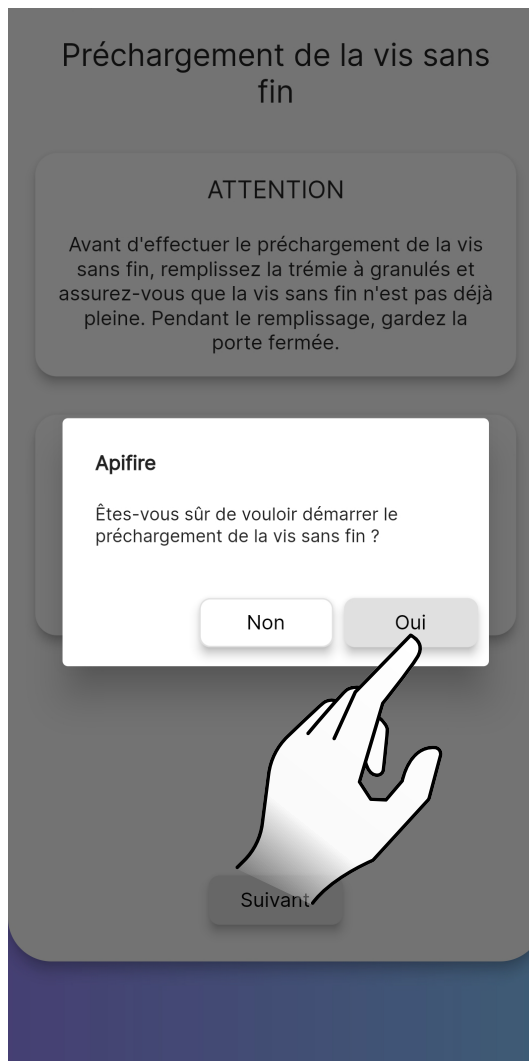 Préchargement de la vis sans
fin
ATTENTION
Avant d'effectuer le préchargement de la vis
sans fin, remplissez la trémie à granulés et
assurez-vous que la vis sans fin n'est pas déjà
pleine. Pendant le remplissage, gardez la
porte fermée.
Apifire
Êtes-vous sûr de vouloir démarrer le
préchargement de la vis sans fin ?
Non
Oui
Suivant